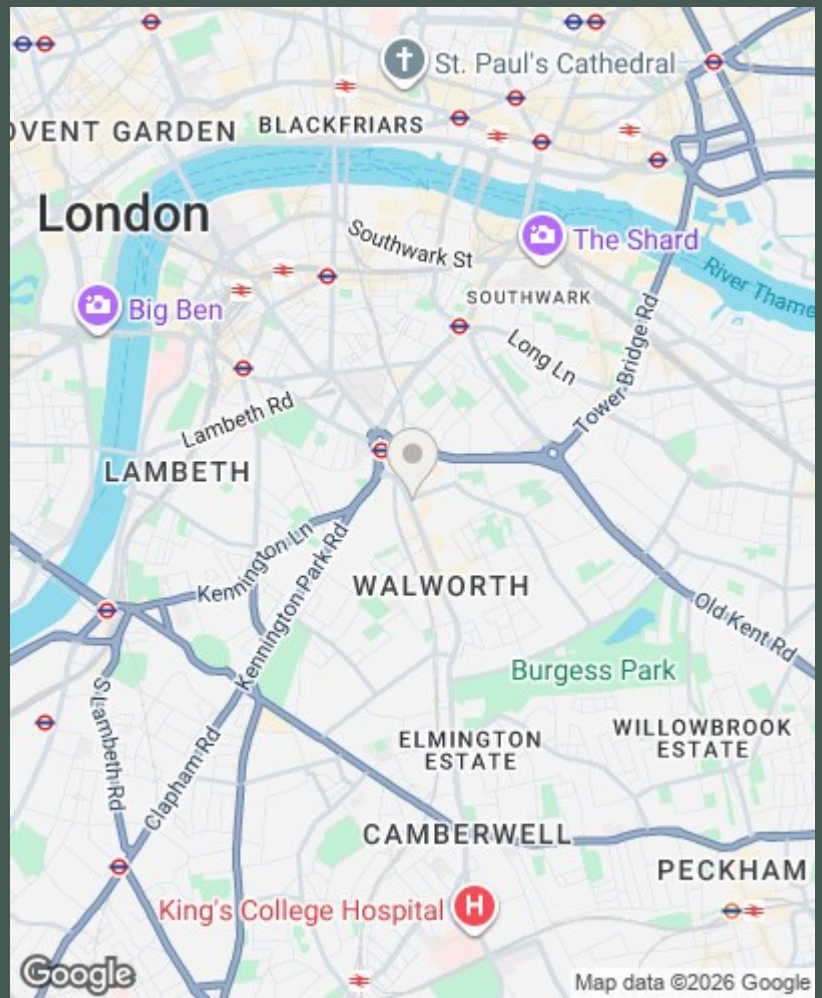 St. Paul's Cathedral
OVENT GARDEN
BLACKFRIARS
London
Southwark St
The Shard
River Thame
SOUTHWARK
Big Ben
Long Ln
Tower Bridge Rd
Lambeth Rd
LAMBETH
Kennington Ln
Kennington Park Rd
WALWORTH
Old Kent Rd
Burgess Park
S Lambeth Rd
Clapham Rd
ELMINGTON
ESTATE
WILLOWBROOK
ESTATE
CAMBERWELL
PECKHAM
King's College Hospital
H
Google
Map data ©2026 Google